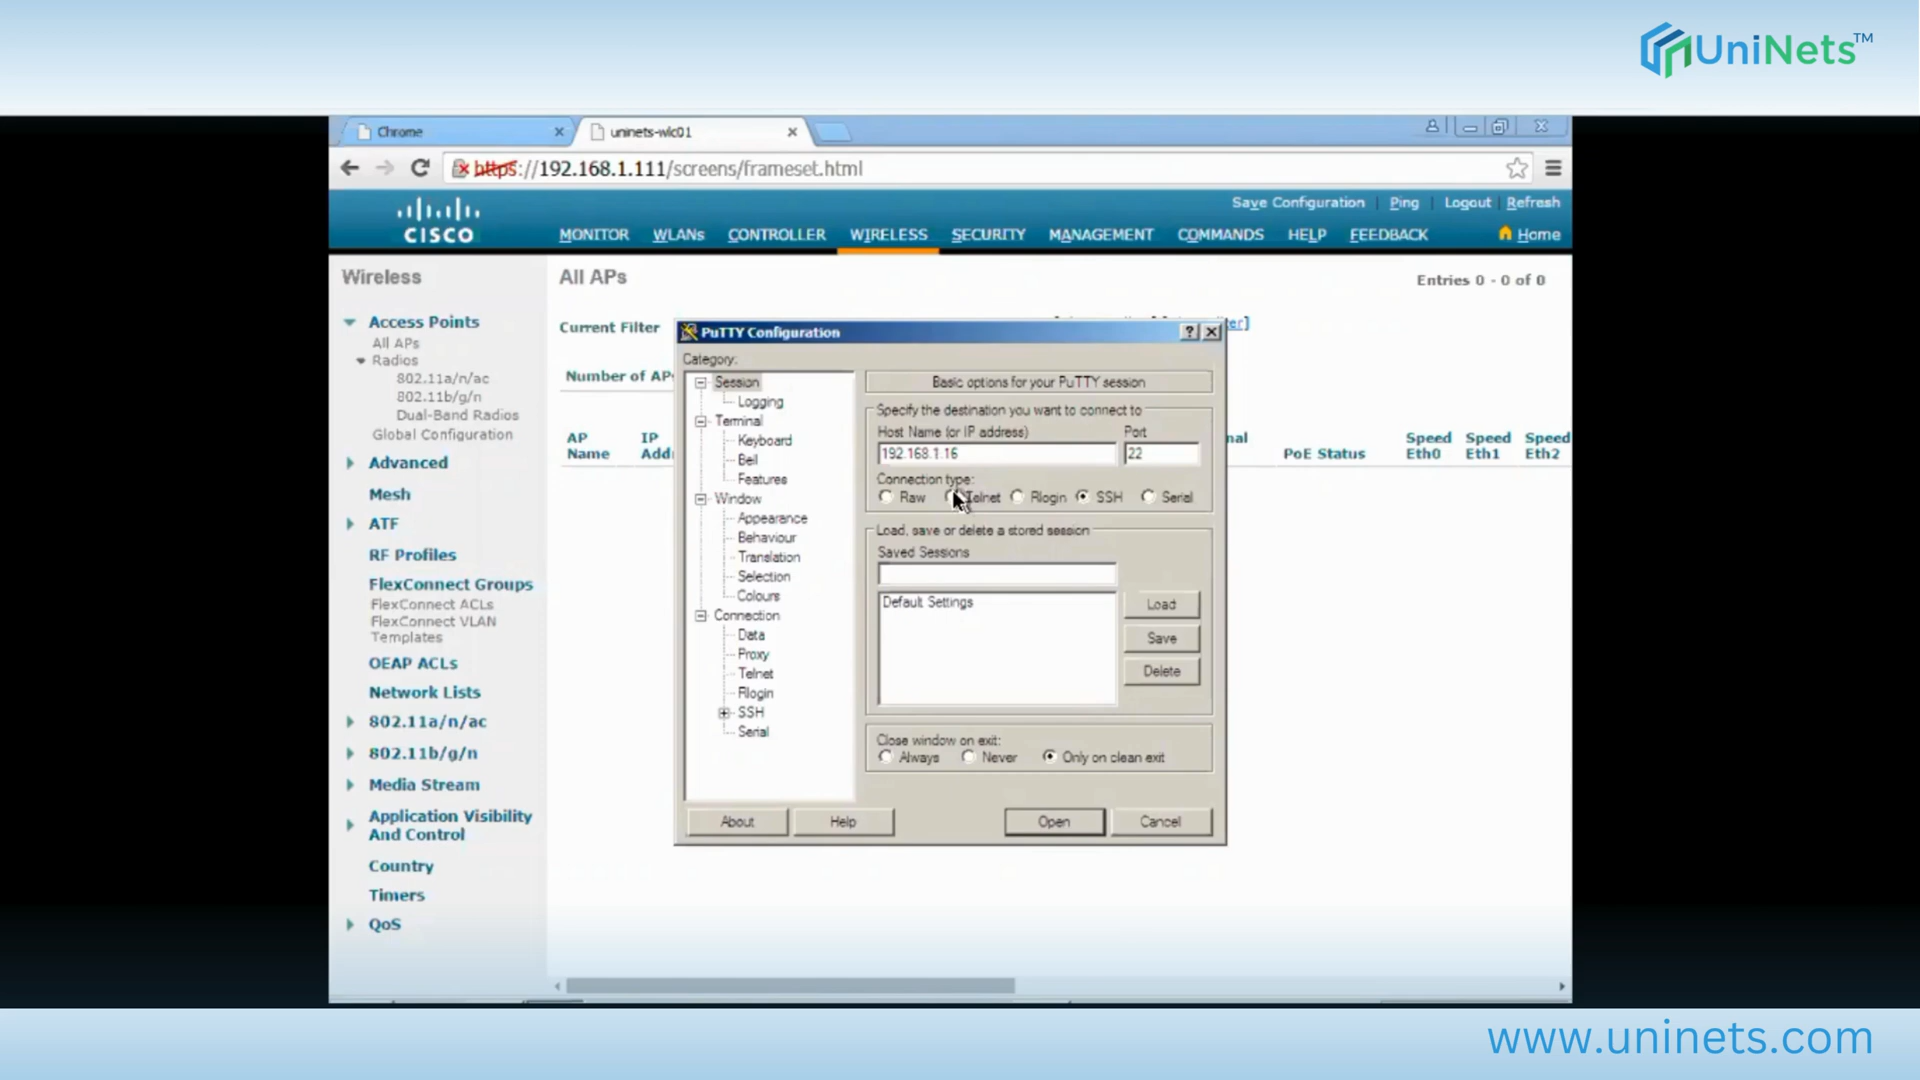 UniNets™
Chrome
uninets-wlc01
https://192.168.1.111/screens/frameset.html
Save Configuration Ping Logout Refresh
CISCO
MONITOR WLANs CONTROLLER WIRELESS SECURITY MANAGEMENT COMMANDS HELP FEEDBACK Home
Wireless
Access Points
All APs
Radios
802.11a/n/ac
802.11b/g/n
Dual-Band Radios
Global Configuration
Advanced
Mesh
ATF
RF Profiles
FlexConnect Groups
FlexConnect ACLs
FlexConnect VLAN
Templates
OEAP ACLs
Network Lists
802.11a/n/ac
802.11b/g/n
Media Stream
Application Visibility
And Control
Country
Timers
QoS
All APs
Entries 0 - 0 of 0
Current Filter
Number of AP
AP
Name
IP
Add
PoE Status
Speed
Eth0
Speed
Eth1
Speed
Eth2
PuTTY Configuration
Category:
Session
Logging
Terminal
Keyboard
Bell
Features
Window
Appearance
Behaviour
Translation
Selection
Colours
Connection
Data
Proxy
Telnet
Rlogin
SSH
Serial
Basic options for your PuTTY session
Specify the destination you want to connect to
Host Name (or IP address) Port
192.168.1.16 22
Connection type:
Raw Telnet Rlogin SSH Serial
Load, save or delete a stored session
Saved Sessions
Default Settings
Load
Save
Delete
Close window on exit:
Always Never Only on clean exit
About Help Open Cancel
www.uninets.com